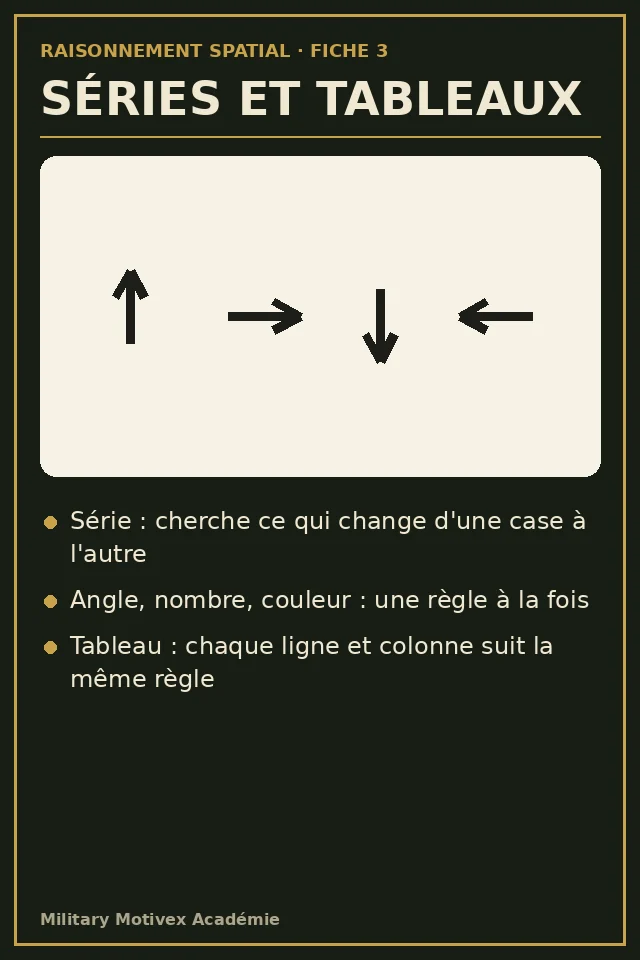 RAISONNEMENT SPATIAL · FICHE 3
SÉRIES ET TABLEAUX
Série : cherche ce qui change d'une case à
l'autre
Angle, nombre, couleur : une règle à la fois
Tableau : chaque ligne et colonne suit la
même règle
Military Motivex Académie